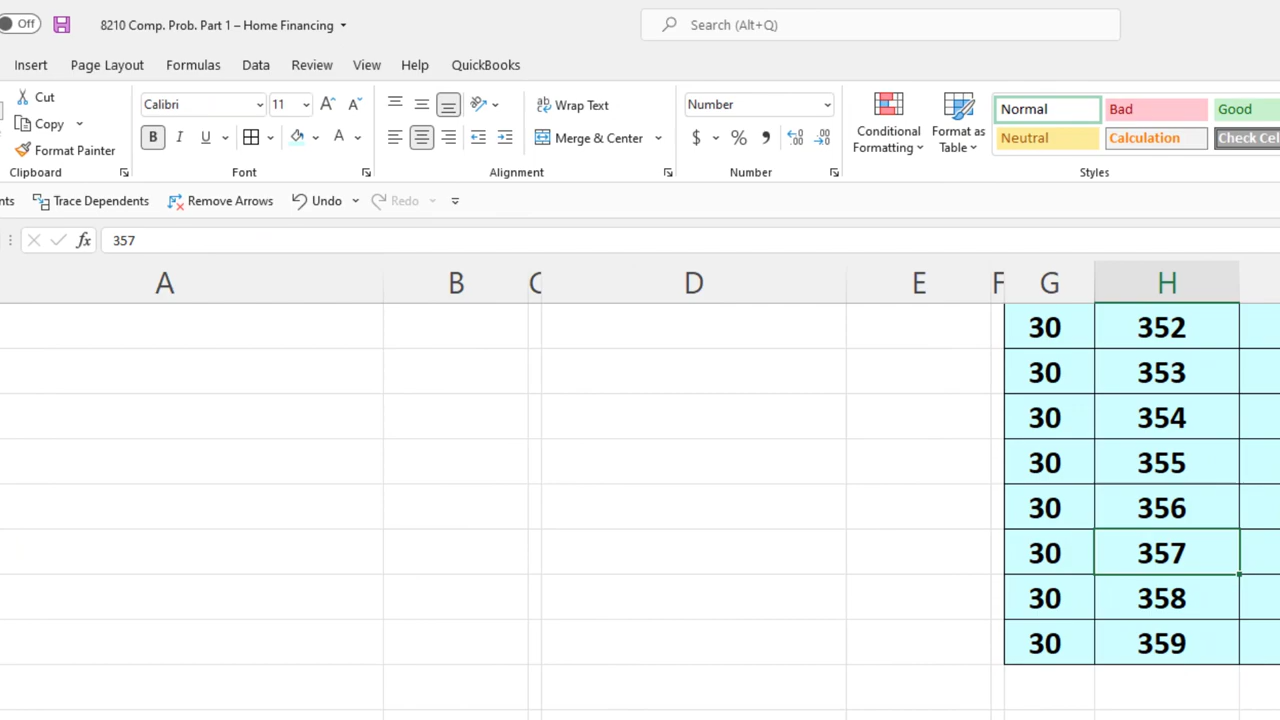 Off 8210 Comp. Prob. Part 1 – Home Financing Search (Alt+Q)
Insert Page Layout Formulas Data Review View Help QuickBooks
Cut Calibri 11 Wrap Text Number Normal Bad Good
Copy B I U A Merge & Center $ % Conditional Formatting Format as Table Neutral Calculation Check Cel
Format Painter
Clipboard Font Alignment Number Styles
nts Trace Dependents Remove Arrows Undo Redo
fx 357
A B C D E F G H
30 352
30 353
30 354
30 355
30 356
30 357
30 358
30 359